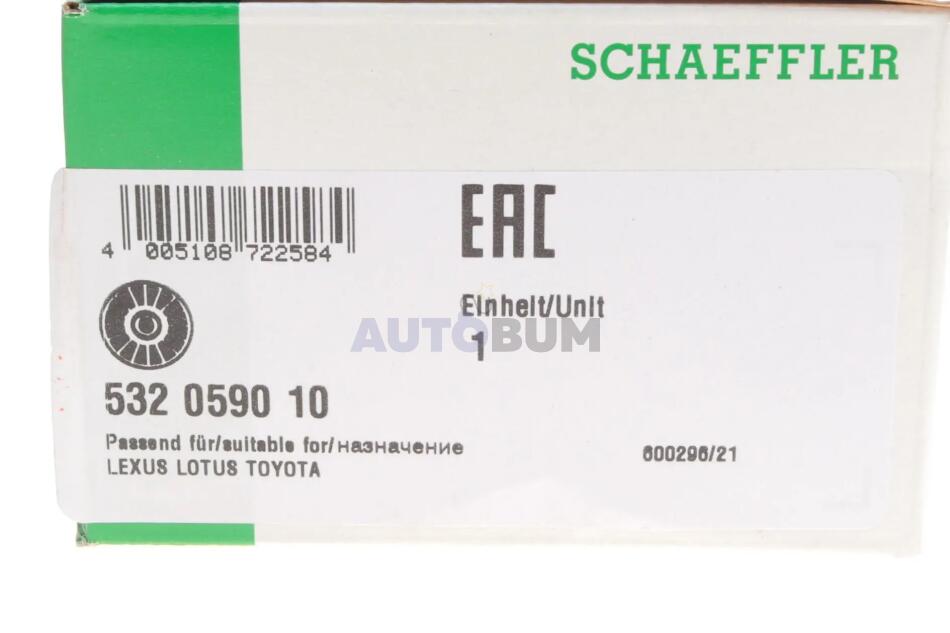 SCHAEFFLER
4 005108 722584
EAC
Einheit/Unit
1
AUTOBUM
532 0590 10
Passend für/suitable for/назначение
LEXUS LOTUS TOYOTA
600296/21